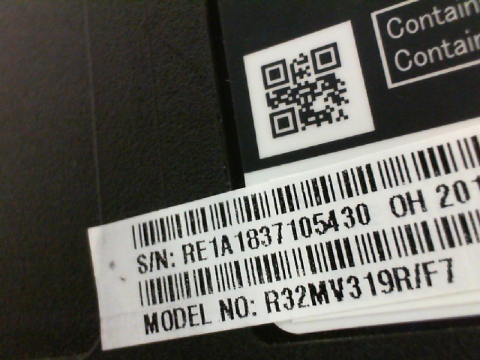 Contain
Contain
S/N: RE1A1837105430 OH 201
MODEL NO: R32MV319R/F7